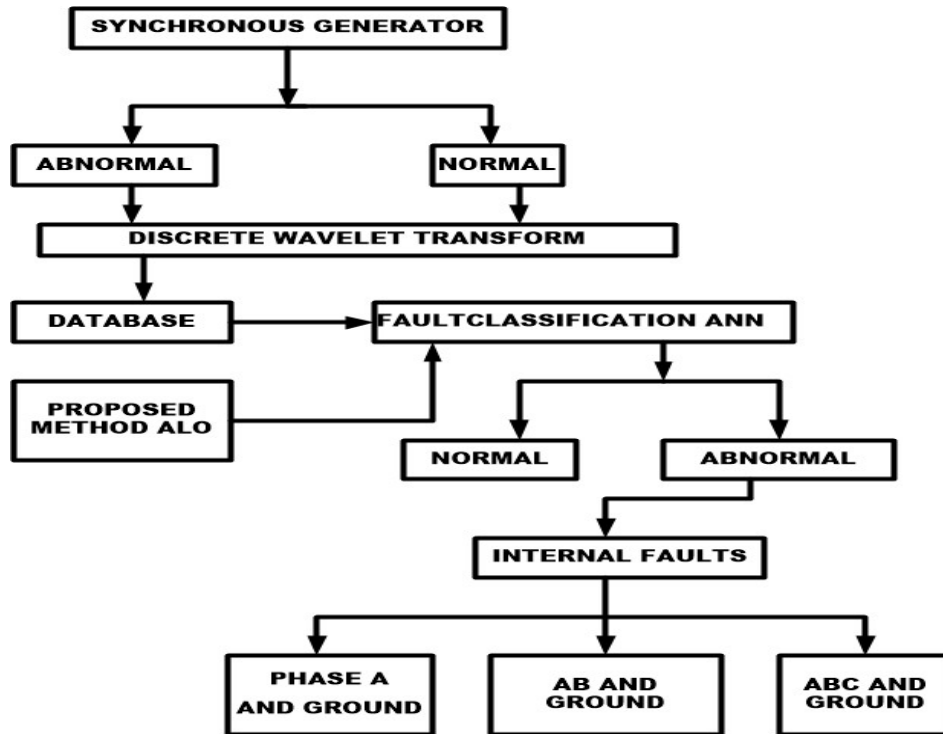 SYNCHRONOUS GENERATOR
ABNORMAL
NORMAL
DISCRETE WAVELET TRANSFORM
DATABASE
FAULTCLASSIFICATION ANN
PROPOSED
METHOD ALO
NORMAL
ABNORMAL
INTERNAL FAULTS
PHASE A
AND GROUND
AB AND
GROUND
ABC AND
GROUND